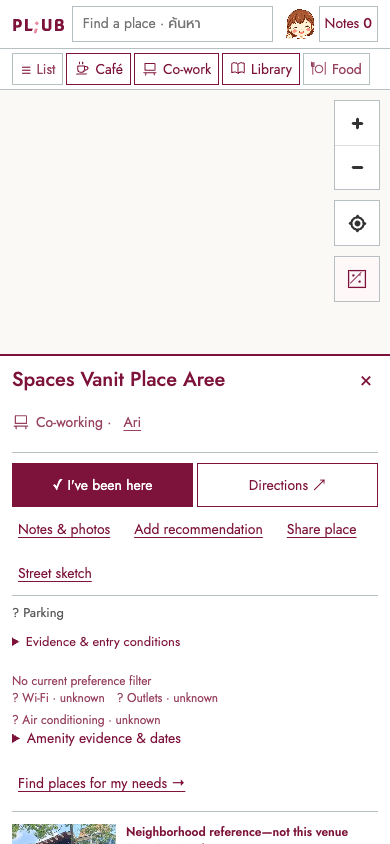 PL;UB Find a place · ค้นหา Notes 0
≡ List Café Co-work Library Food
+
−
Spaces Vanit Place Aree ×
Co-working · Ari
✓ I've been here Directions ↗
Notes & photos Add recommendation Share place
Street sketch
? Parking
▶ Evidence & entry conditions
No current preference filter
? Wi-Fi · unknown ? Outlets · unknown
? Air conditioning · unknown
▶ Amenity evidence & dates
Find places for my needs →
Neighborhood reference—not this venue